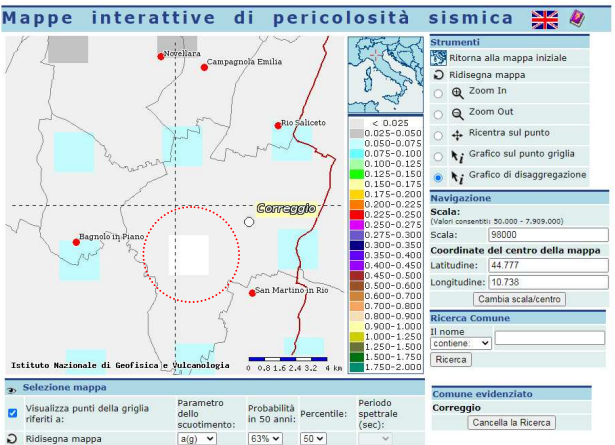 Mappe interattive di pericolosità sismica
Novellara
Campagnola Emilia
Rio Saliceto
Correggio
Bagnolo in Piano
San Martino in Rio
Istituto Nazionale di Geofisica e Vulcanologia
0 0.8 1.6 2.4 3.2 4 km
< 0.025
0.025-0.050
0.050-0.075
0.075-0.100
0.100-0.125
0.125-0.150
0.150-0.175
0.175-0.200
0.200-0.225
0.225-0.250
0.250-0.275
0.275-0.300
0.300-0.350
0.350-0.400
0.400-0.450
0.450-0.500
0.500-0.600
0.600-0.700
0.700-0.800
0.800-0.900
0.900-1.000
1.000-1.250
1.250-1.500
1.500-1.750
1.750-2.000
Strumenti
Ritorna alla mappa iniziale
Ridisegna mappa
Zoom In
Zoom Out
Ricentra sul punto
Grafico sul punto griglia
Grafico di disaggregazione
Navigazione
Scala:
(Valori consentiti: 50.000 - 7.909.000)
Scala: 98000
Coordinate del centro della mappa
Latitudine: 44.777
Longitudine: 10.738
Cambia scala/centro
Ricerca Comune
Il nome
contiene:
Ricerca
Selezione mappa
Visualizza punti della griglia
riferiti a:
Parametro
dello
scuotimento:
Probabilità
in 50 anni:
Percentile:
Periodo
spettrale
(sec):
Ridisegna mappa
a(g)
63%
50
Comune evidenziato
Correggio
Cancella la Ricerca